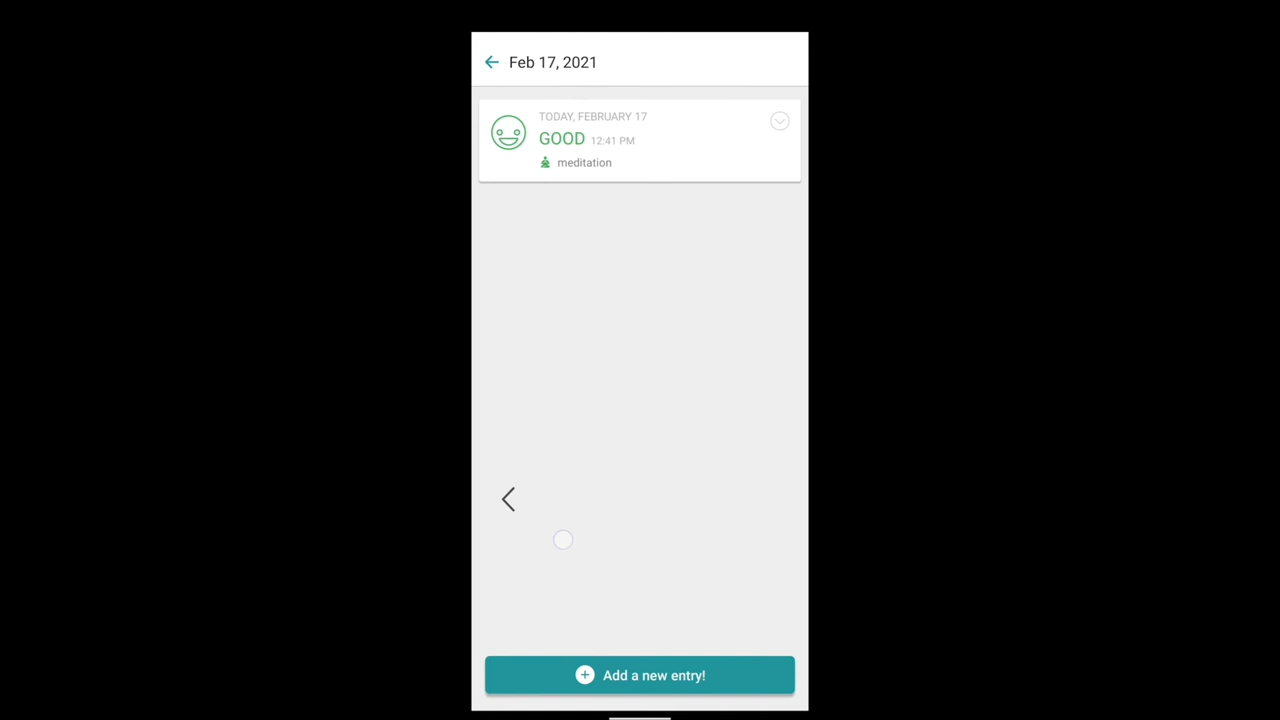 Feb 17, 2021
TODAY, FEBRUARY 17
GOOD 12:41 PM
meditation
Add a new entry!